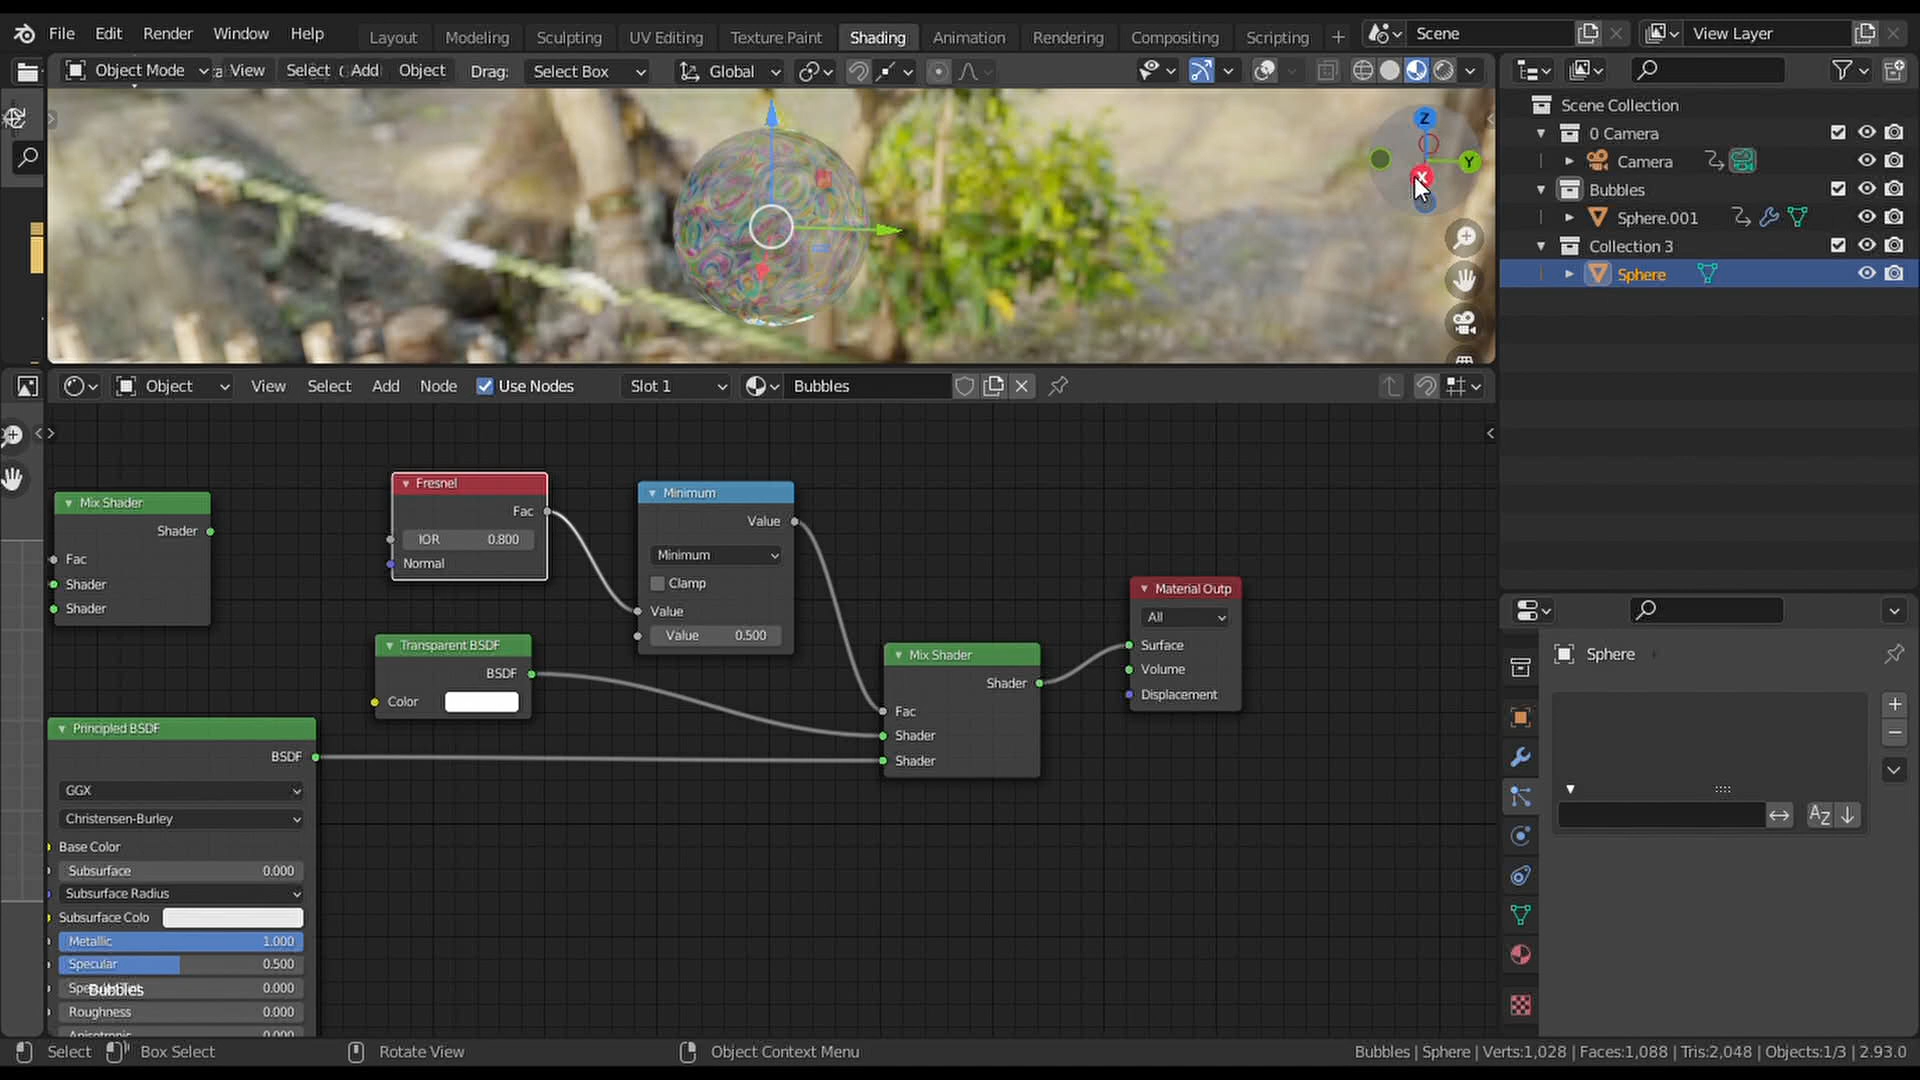 File Edit Render Window Help Layout Modeling Sculpting UV Editing Texture Paint Shading Animation Rendering Compositing Scripting + Scene View Layer
Object Mode View Select Add Object Drag: Select Box Global
Z
Y
X
Scene Collection
0 Camera
Camera
Bubbles
Sphere.001
Collection 3
Sphere
Object View Select Add Node Use Nodes Slot 1 Bubbles
Mix Shader
Shader
Fac
Shader
Shader
Fresnel
Fac
IOR 0.800
Normal
Minimum
Value
Minimum
Clamp
Value
Value 0.500
Transparent BSDF
BSDF
Color
Mix Shader
Shader
Fac
Shader
Shader
Material Outp
All
Surface
Volume
Displacement
Principled BSDF
BSDF
GGX
Christensen-Burley
Base Color
Subsurface 0.000
Subsurface Radius
Subsurface Colo
Metallic 1.000
Specular 0.500
0.000
Bubbles
Roughness 0.000
Anisotropic 0.000
Sphere
Select Box Select Rotate View Object Context Menu Bubbles | Sphere | Verts:1,028 | Faces:1,088 | Tris:2,048 | Objects:1/3 | 2.93.0